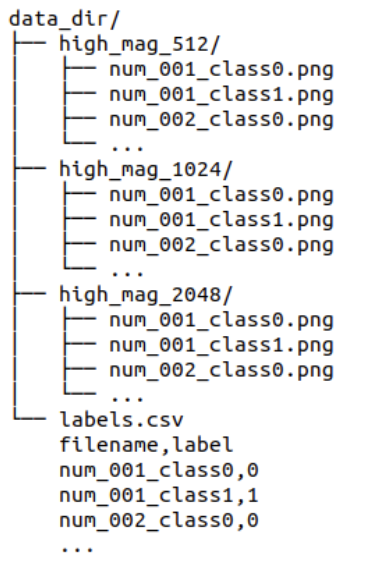 data_dir/
├── high_mag_512/
│   ├── num_001_class0.png
│   ├── num_001_class1.png
│   ├── num_002_class0.png
│   └── ...
├── high_mag_1024/
│   ├── num_001_class0.png
│   ├── num_001_class1.png
│   ├── num_002_class0.png
│   └── ...
├── high_mag_2048/
│   ├── num_001_class0.png
│   ├── num_001_class1.png
│   ├── num_002_class0.png
│   └── ...
└── labels.csv
    filename,label
    num_001_class0,0
    num_001_class1,1
    num_002_class0,0
    ...